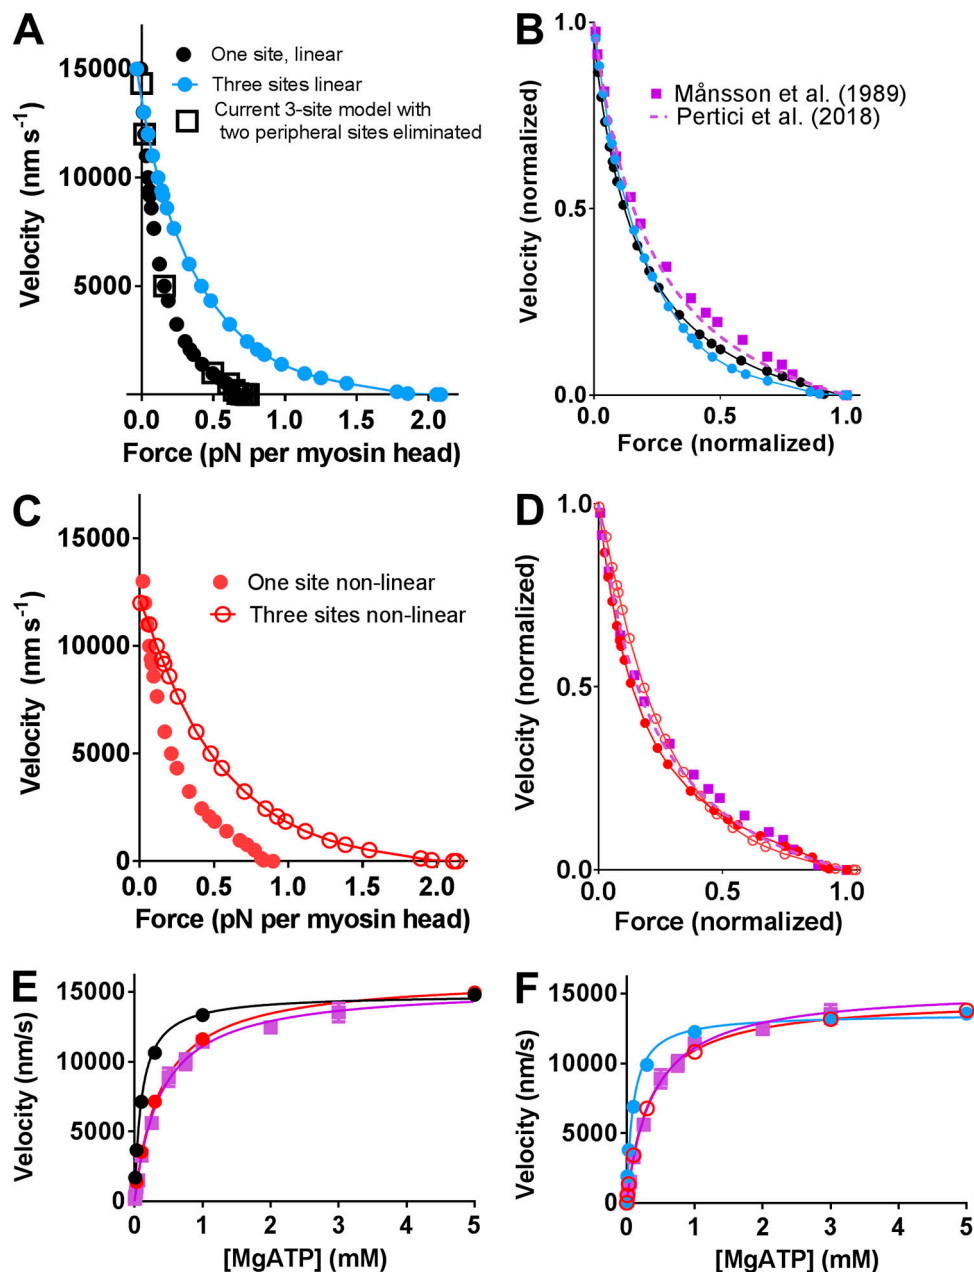 A
15000
10000
5000
0
0.0 0.5 1.0 1.5 2.0
Velocity (nm s⁻¹)
Force (pN per myosin head)
One site, linear
Three sites linear
Current 3-site model with
two peripheral sites eliminated
B
1.0
0.5
0.0
0.0 0.5 1.0
Velocity (normalized)
Force (normalized)
Månsson et al. (1989)
Pertici et al. (2018)
C
15000
10000
5000
0
0.0 0.5 1.0 1.5 2.0
Velocity (nm s⁻¹)
Force (pN per myosin head)
One site non-linear
Three sites non-linear
D
1.0
0.5
0.0
0.0 0.5 1.0
Velocity (normalized)
Force (normalized)
E
15000
10000
5000
0
0 1 2 3 4 5
Velocity (nm/s)
[MgATP] (mM)
F
15000
10000
5000
0
0 1 2 3 4 5
Velocity (nm/s)
[MgATP] (mM)